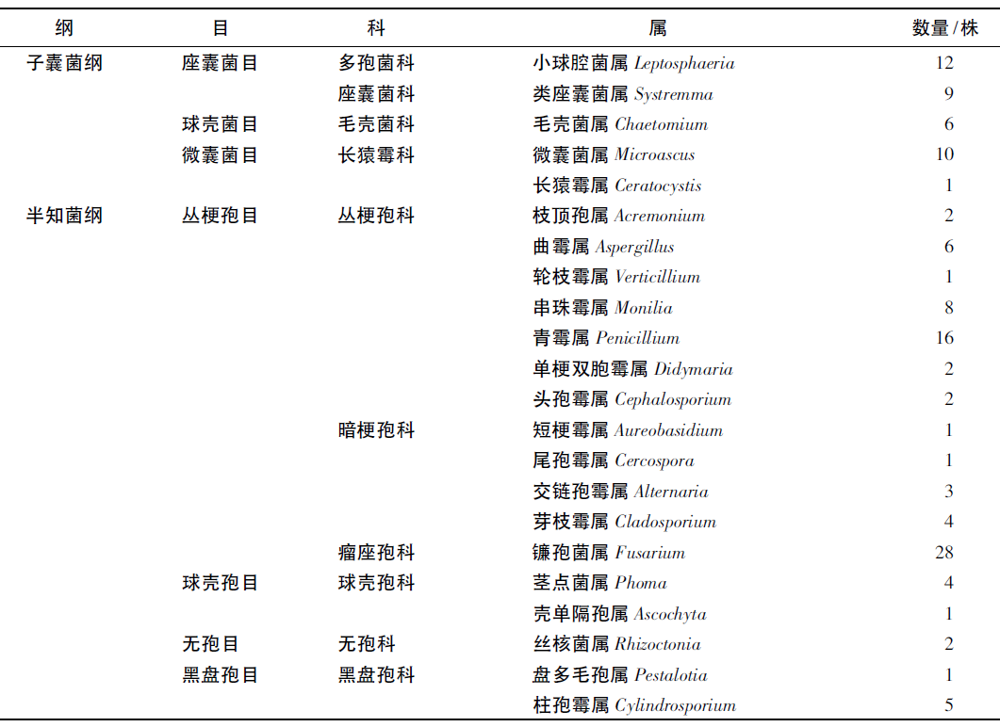 纲 目 科 属 数量/株
子囊菌纲 座囊菌目 多孢菌科 小球腔菌属 Leptosphaeria 12
座囊菌科 类座囊菌属 Systremma 9
球壳菌目 毛壳菌科 毛壳菌属 Chaetomium 6
微囊菌目 长猿霉科 微囊菌属 Microascus 10
长猿霉属 Ceratocystis 1
半知菌纲 丛梗孢目 丛梗孢科 枝顶孢属 Acremonium 2
曲霉属 Aspergillus 6
轮枝霉属 Verticillium 1
串珠霉属 Monilia 8
青霉属 Penicillium 16
单梗双胞霉属 Didymaria 2
头孢霉属 Cephalosporium 2
暗梗孢科 短梗霉属 Aureobasidium 1
尾孢霉属 Cercospora 1
交链孢霉属 Alternaria 3
芽枝霉属 Cladosporium 4
瘤座孢科 镰孢菌属 Fusarium 28
球壳孢目 球壳孢科 茎点菌属 Phoma 4
壳单隔孢属 Ascochyta 1
无孢目 无孢科 丝核菌属 Rhizoctonia 2
黑盘孢目 黑盘孢科 盘多毛孢属 Pestalotia 1
柱孢霉属 Cylindrosporium 5